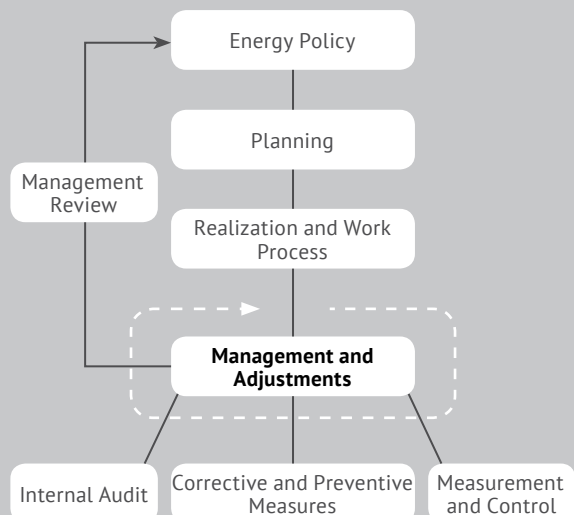 Energy Policy
Planning
Management
Review
Realization and Work
Process
Management and
Adjustments
Internal Audit
Corrective and Preventive
Measures
Measurement
and Control